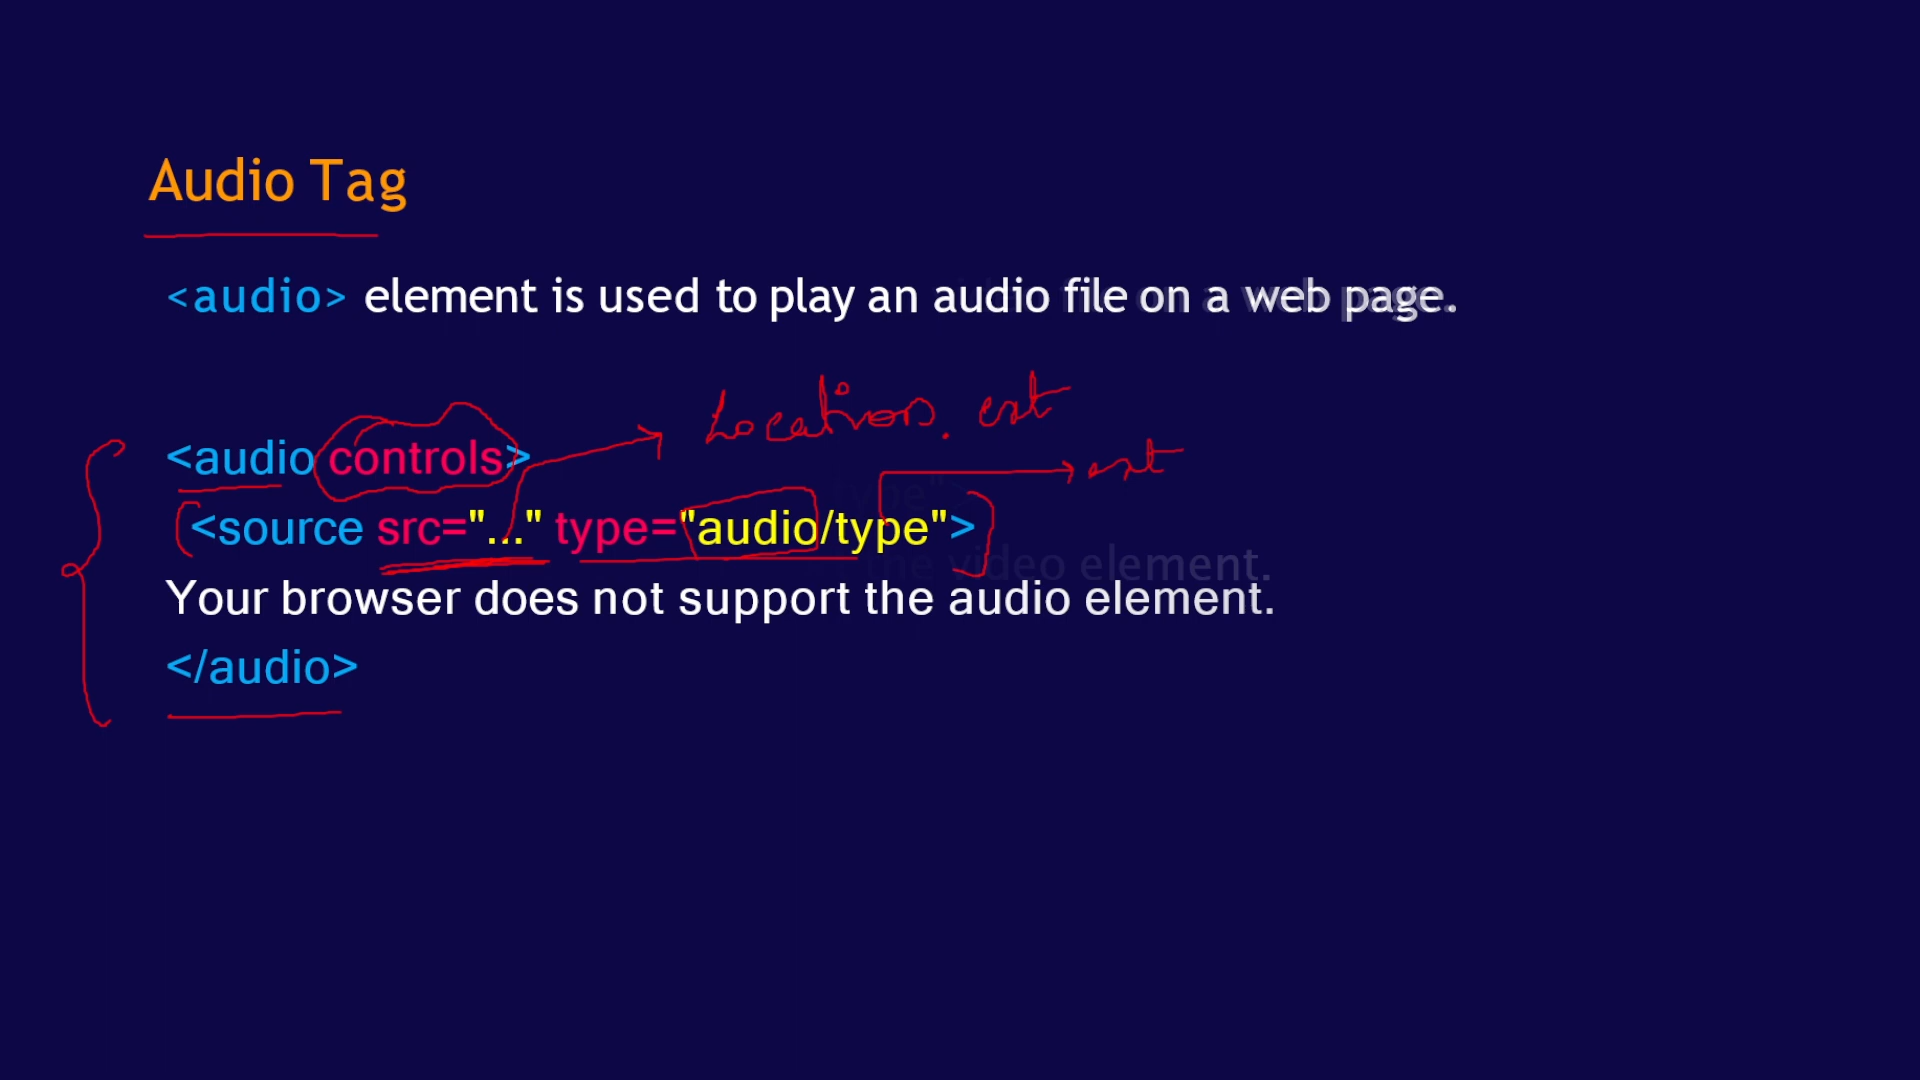 Audio Tag
<audio> element is used to play an audio file on a web page.
Location. ext
<audio controls>
ext
<source src="..." type="audio/type">
Your browser does not support the audio element.
</audio>